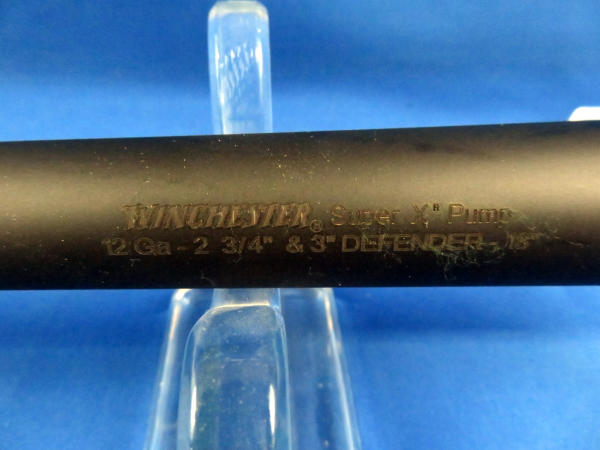 WINCHESTER® Super X® Pump
12 Ga - 2 3/4" & 3" DEFENDER - 18"